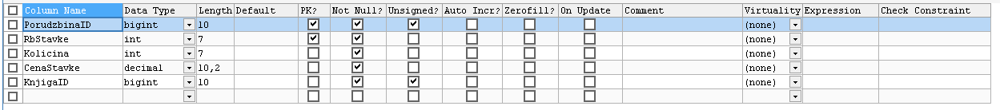 Column Name Data Type Length Default PK? Not Null? Unsigned? Auto Incr? Zerofill? On Update Comment Virtuality Expression Check Constraint
PorudzbinaID bigint 10 (none)
RbStavke int 7 (none)
Kolicina int 7 (none)
CenaStavke decimal 10,2 (none)
KnjigaID bigint 10 (none)